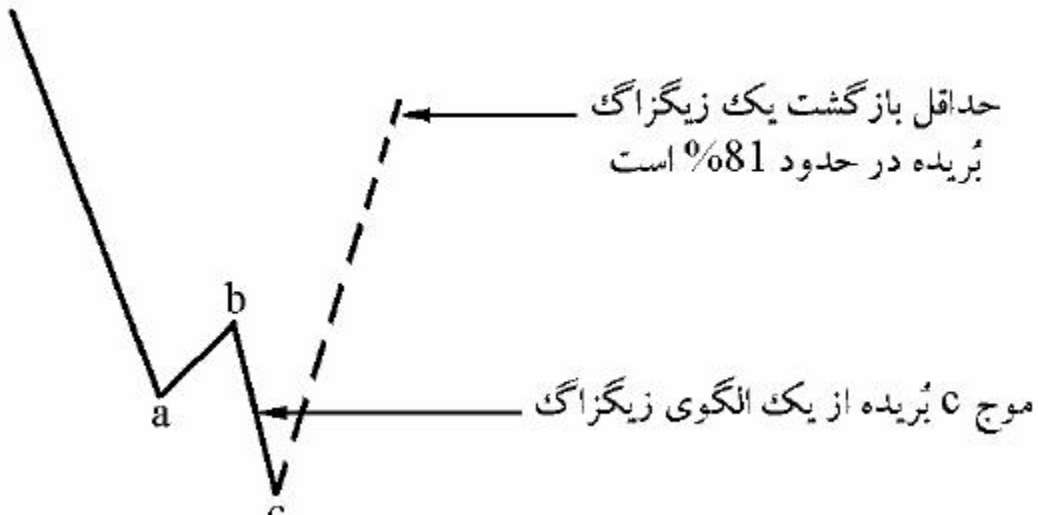 حداقل بازگشت یک زیگزاگ
بُریده در حدود 81% است
b
a
موج c بُریده از یک الگوی زیگزاگ
c